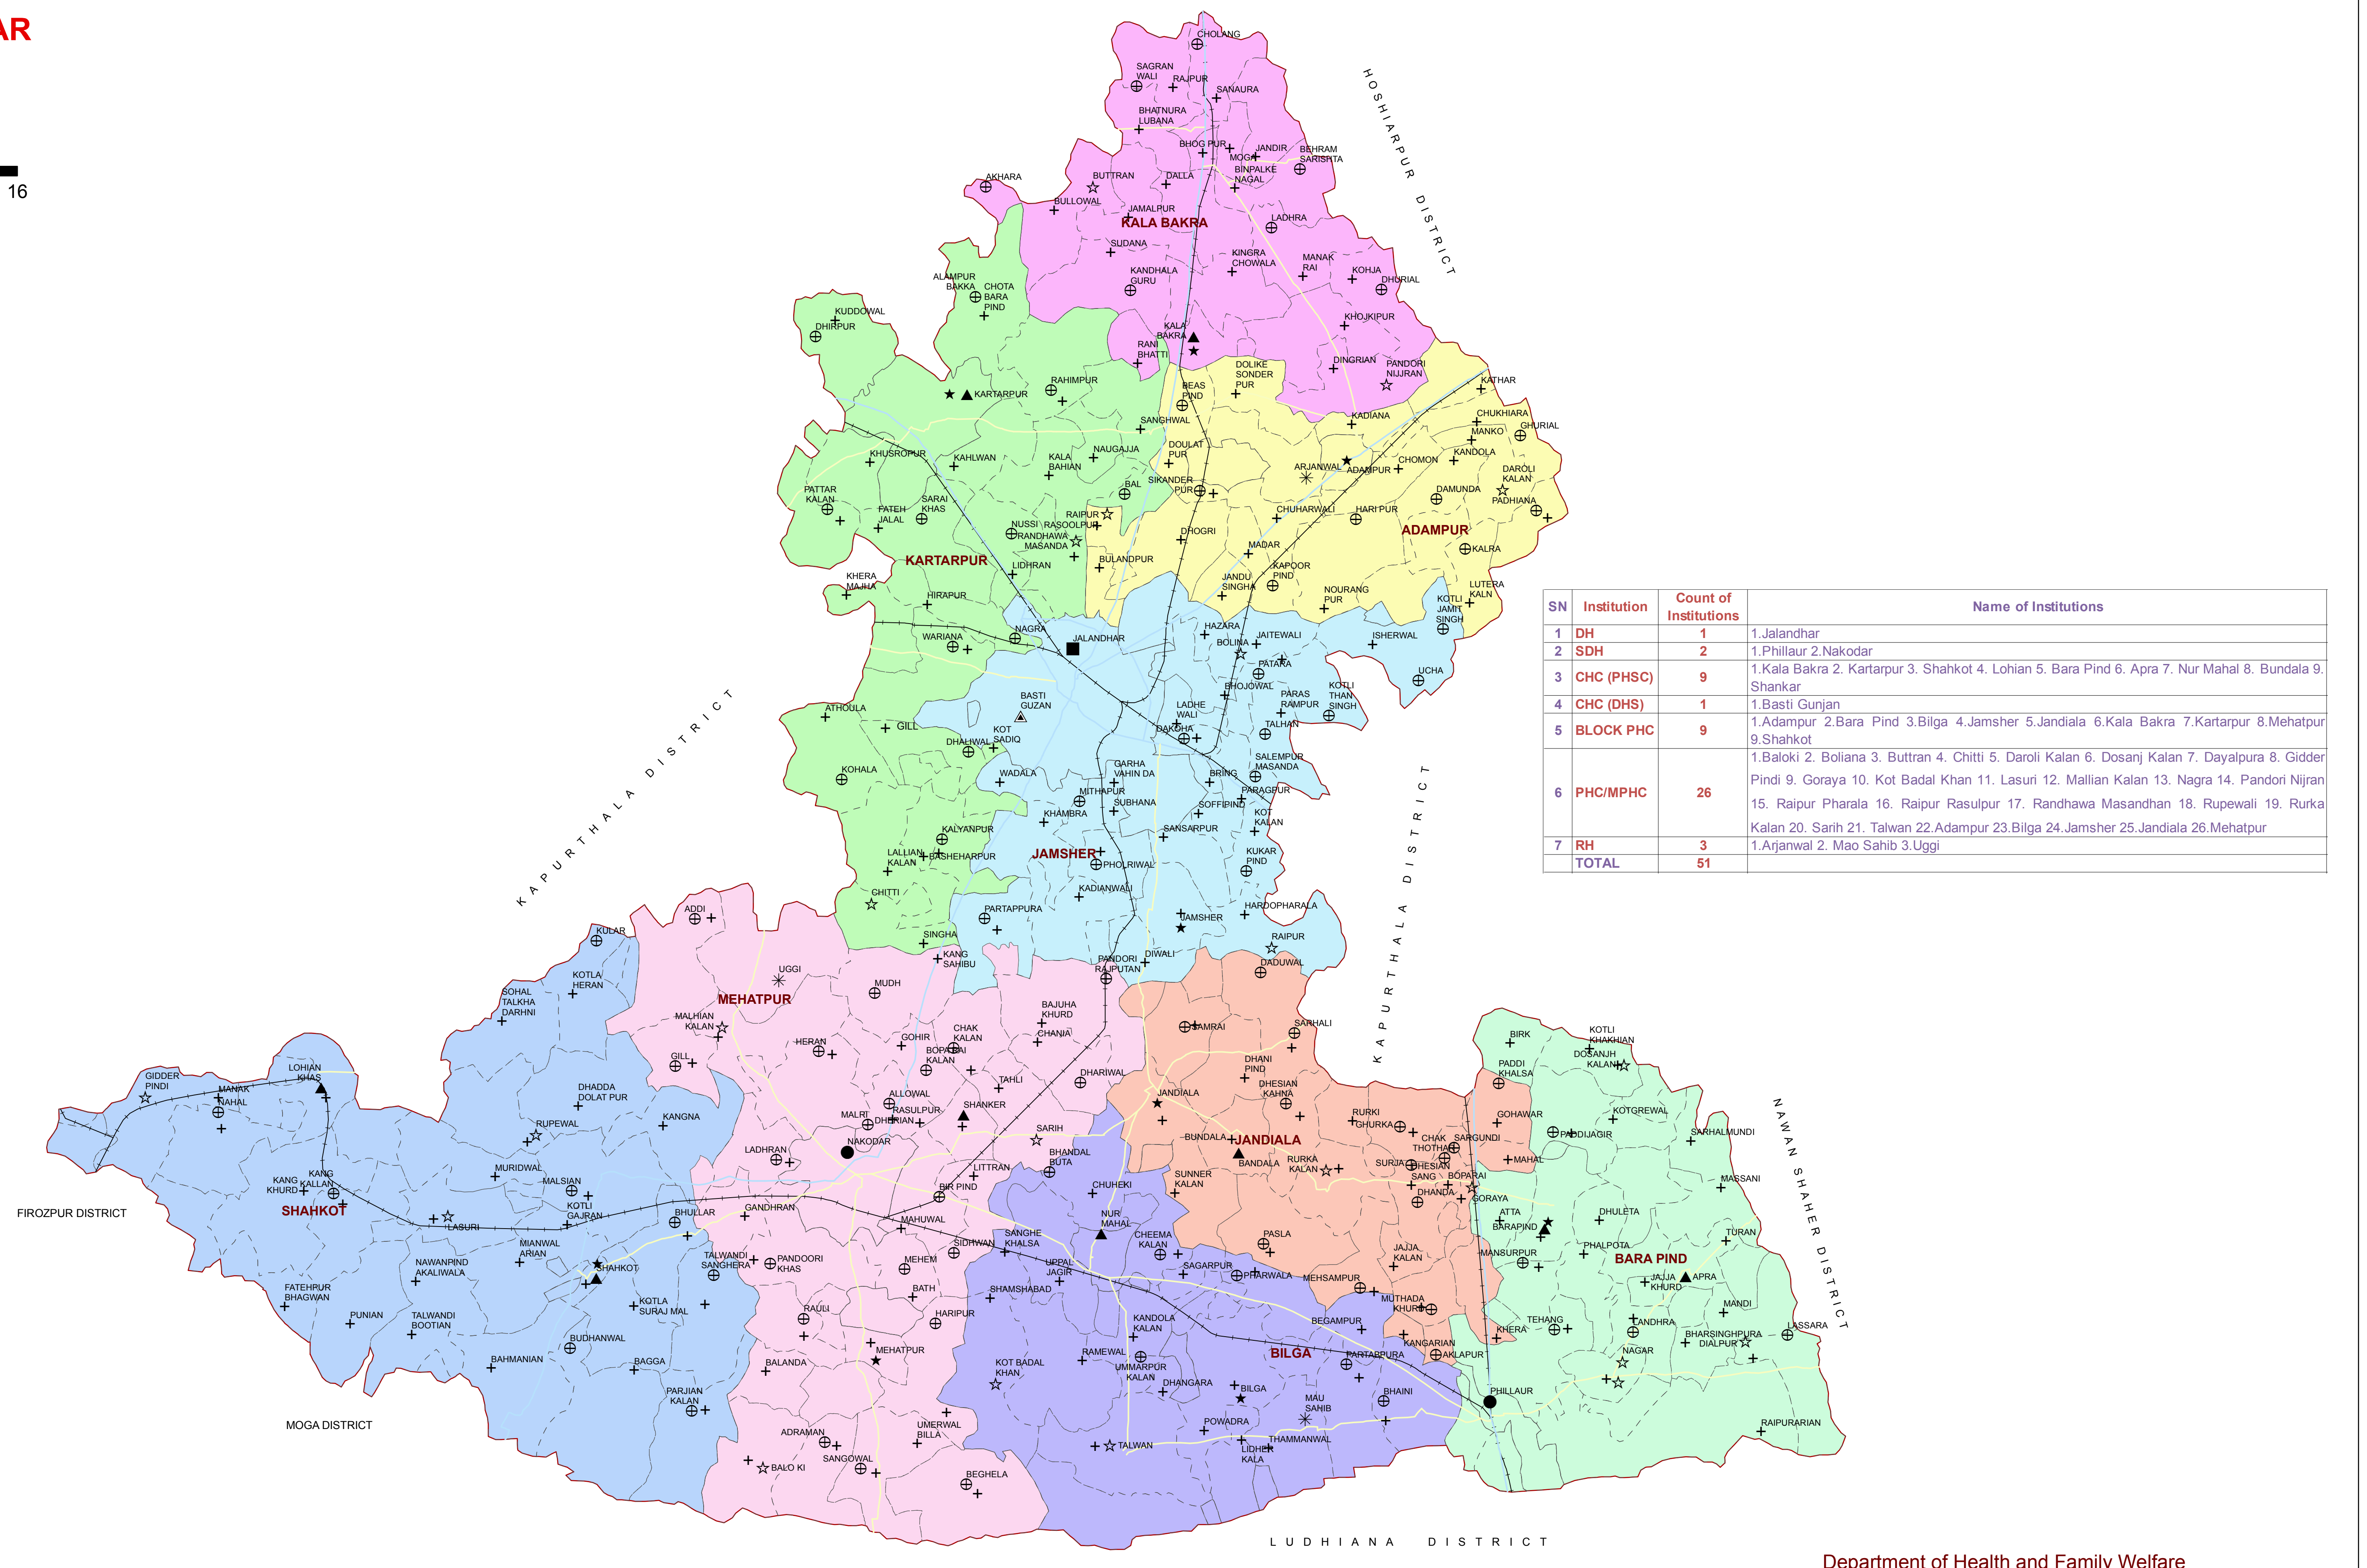 AR
16
CHOLANG
SAGRAN
WALI
RAJPUR
SANAURA
BHATNURA
LUBANA
BHOG PUR
MOGA
JANDIR
BEHRAM
SARISHTA
BINPALKE
NAGAL
AKHARA
BUTTRAN
DALLA
BULLOWAL
JAMALPUR
KALA BAKRA
LADHRA
SUDANA
KINGRA
CHOWALA
MANAK
RAI
KANDHALA
GURU
KOHJA
DHURIAL
KHOJKIPUR
KALA
BAKRA
RANI
BHATTI
DINGRIAN
PANDORI
NIJJRAN
HOSHIARPUR DISTRICT
ALAMPUR
BAKKA
CHOTA
BARA
PIND
KUDDOWAL
DHIRPUR
RAHIMPUR
KARTARPUR
SANGHWAL
KHUSROPUR
KAHLWAN
KALA
BAHIAN
NAUGAJJA
BAL
PATTAR
KALAN
SARAI
KHAS
FATEH
JALAL
NUSSI
RAIPUR
RASOOLPUR
RANDHAWA
MASANDA
KARTARPUR
LIDHRAN
BULANDPUR
KHERA
MAJHA
HIRAPUR
WARIANA
NAGRA
BEAS
PIND
DOLIKE
SONDER
PUR
KATHAR
KADIANA
CHUKHIARA
MANKO
GHURIAL
DOULAT
PUR
ARJANWAL
ADAMPUR
CHOMON
KANDOLA
DAROLI
KALAN
SIKANDER
PUR
DAMUNDA
PADHIANA
CHUHARWALI
HARI PUR
ADAMPUR
DHOGRI
MADAR
KALRA
JANDU
SINGHA
KAPOOR
PIND
NOURANG
PUR
LUTERA
KALN
KOTLI
JAMIT
SINGH
JALANDHAR
HAZARA
BOLINA
JAITEWALI
ISHERWAL
PATARA
UCHA
BHOJOWAL
PARAS
RAMPUR
KOTLI
THAN
SINGH
BASTI
GUZAN
LADHE
WALI
DAKOHA
TALHAN
ATHOULA
GILL
KOT
SADIQ
DHALIWAL
KOHALA
WADALA
GARHA
VAHIN DA
BRING
SALEMPUR
MASANDA
MITHAPUR
SUBHANA
PARAGPUR
SOFFIPIND
KHAMBRA
KOT
KALAN
SANSARPUR
KALYANPUR
JAMSHER
LALLIAN
KALAN
BASHEHARPUR
PHOLRIWAL
KUKAR
PIND
KADIANWALI
CHITTI
PARTAPPURA
JAMSHER
HARDOPHARALA
SINGHA
RAIPUR
KANG
SAHIBU
DIWALI
PANDORI
RAJPUTAN
DADUWAL
KAPURTHALA DISTRICT
KAPURTHALA DISTRICT
SN Institution Count of Institutions Name of Institutions
1 DH 1 1.Jalandhar
2 SDH 2 1.Phillaur 2.Nakodar
3 CHC (PHSC) 9 1.Kala Bakra 2. Kartarpur 3. Shahkot 4. Lohian 5. Bara Pind 6. Apra 7. Nur Mahal 8. Bundala 9.
Shankar
4 CHC (DHS) 1 1.Basti Gunjan
5 BLOCK PHC 9 1.Adampur 2.Bara Pind 3.Bilga 4.Jamsher 5.Jandiala 6.Kala Bakra 7.Kartarpur 8.Mehatpur
9.Shahkot
6 PHC/MPHC 26 1.Baloki 2. Boliana 3. Buttran 4. Chitti 5. Daroli Kalan 6. Dosanj Kalan 7. Dayalpura 8. Gidder
Pindi 9. Goraya 10. Kot Badal Khan 11. Lasuri 12. Mallian Kalan 13. Nagra 14. Pandori Nijran
15. Raipur Pharala 16. Raipur Rasulpur 17. Randhawa Masandhan 18. Rupewali 19. Rurka
Kalan 20. Sarih 21. Talwan 22.Adampur 23.Bilga 24.Jamsher 25.Jandiala 26.Mehatpur
7 RH 3 1.Arjanwal 2. Mao Sahib 3.Uggi
TOTAL 51
ADDI
KULAR
KOTLA
HERAN
UGGI
MUDH
SOHAL
TALKHA
DARHNI
MEHATPUR
MALHIAN
KALAN
BAJUHA
KHURD
CHANIA
HERAN
GOHIR
CHAK
KALAN
BOPARAI
KALAN
GILL
TAHLI
DHARIWAL
LOHIAN
KHAS
GIDDER
PINDI
MANAK
NAHAL
DHADDA
DOLAT PUR
KANGNA
RUPEWAL
ALLOWAL
MALRI
RASULPUR
DHERIAN
SHANKER
NAKODAR
SARIH
LADHRAN
BHANDAL
BUTA
LITTRAN
MURIDWAL
MALSIAN
KANG
KHURD
KANG
KALLAN
SHAHKOT
KOTLI
GAJRAN
BIR PIND
LASURI
BHULLAR
GANDHRAN
MAHUWAL
MIANWAL
ARIAN
TALWANDI
SANGHERA
PANDOORI
KHAS
SIDHWAN
MEHEM
SANGHE
KHALSA
NAWANPIND
AKALIWALA
SHAHKOT
FATEHPUR
BHAGWAN
KOTLA
SURAJ MAL
RAULI
BATH
HARIPUR
SHAMSHABAD
PUNIAN
TALWANDI
BOOTIAN
BUDHANWAL
MEHATPUR
BAHMANIAN
BAGGA
BALANDA
PARJIAN
KALAN
KOT BADAL
KHAN
ADRAMAN
UMERWAL
BILLA
SANGOWAL
BALO KI
BEGHELA
FIROZPUR DISTRICT
MOGA DISTRICT
SAMRAI
SARHALI
DHANI
PIND
DHESIAN
KAHNA
JANDIALA
RURKI
GHURKA
BUNDALA
JANDIALA
BANDALA
CHAK
THOTHAR
SARGUNDI
RURKA
KALAN
SURJA
DHESIAN
SANG
BOPARAI
SUNNER
KALAN
DHANDA
GORAYA
CHUHEKI
NUR
MAHAL
CHEEMA
KALAN
PASLA
JAJJA
KALAN
UPPAL
JAGIR
SAGARPUR
PHARWALA
MEHSAMPUR
MUTHADA
KHURD
KANDOLA
KALAN
BEGAMPUR
KANGARIAN
AKLAPUR
RAMEWAL
UMMARPUR
KALAN
BILGA
PARTABPURA
DHANGARA
BILGA
MAU
SAHIB
BHAINI
POWADRA
TALWAN
LIDHER
KALA
THAMMANWAL
BIRK
KOTLI
KHAKHIAN
DOSANJH
KALAN
PADDI
KHALSA
GOHAWAR
KOTGREWAL
PADDIJAGIR
SARHALMUNDI
MAHAL
MASSANI
ATTA
BARAPIND
DHULETA
TURAN
MANSURPUR
PHALPOTA
BARA PIND
JAJJA
KHURD
APRA
MANDI
TEHANG
KHERA
LANDHRA
BHARSINGHPURA
DIALPUR
LASSARA
NAGAR
PHILLAUR
RAIPURARIAN
NAWAN SHAHER DISTRICT
LUDHIANA DISTRICT
Department of Health and Family Welfare